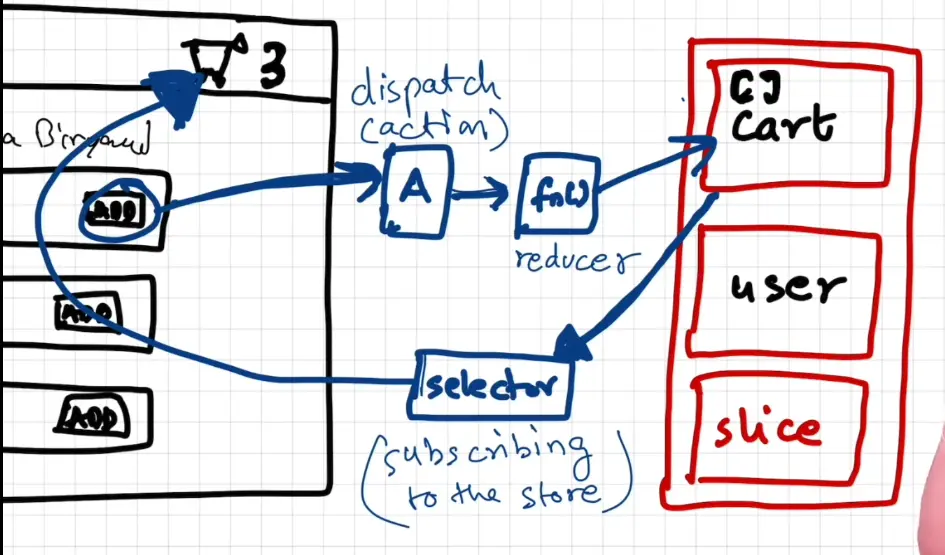 3
dispatch
(action)
[]
cart
a Biryani
ADD
A
fn()
reducer
user
ADD
selector
ADD
slice
(subscribing
to the store)